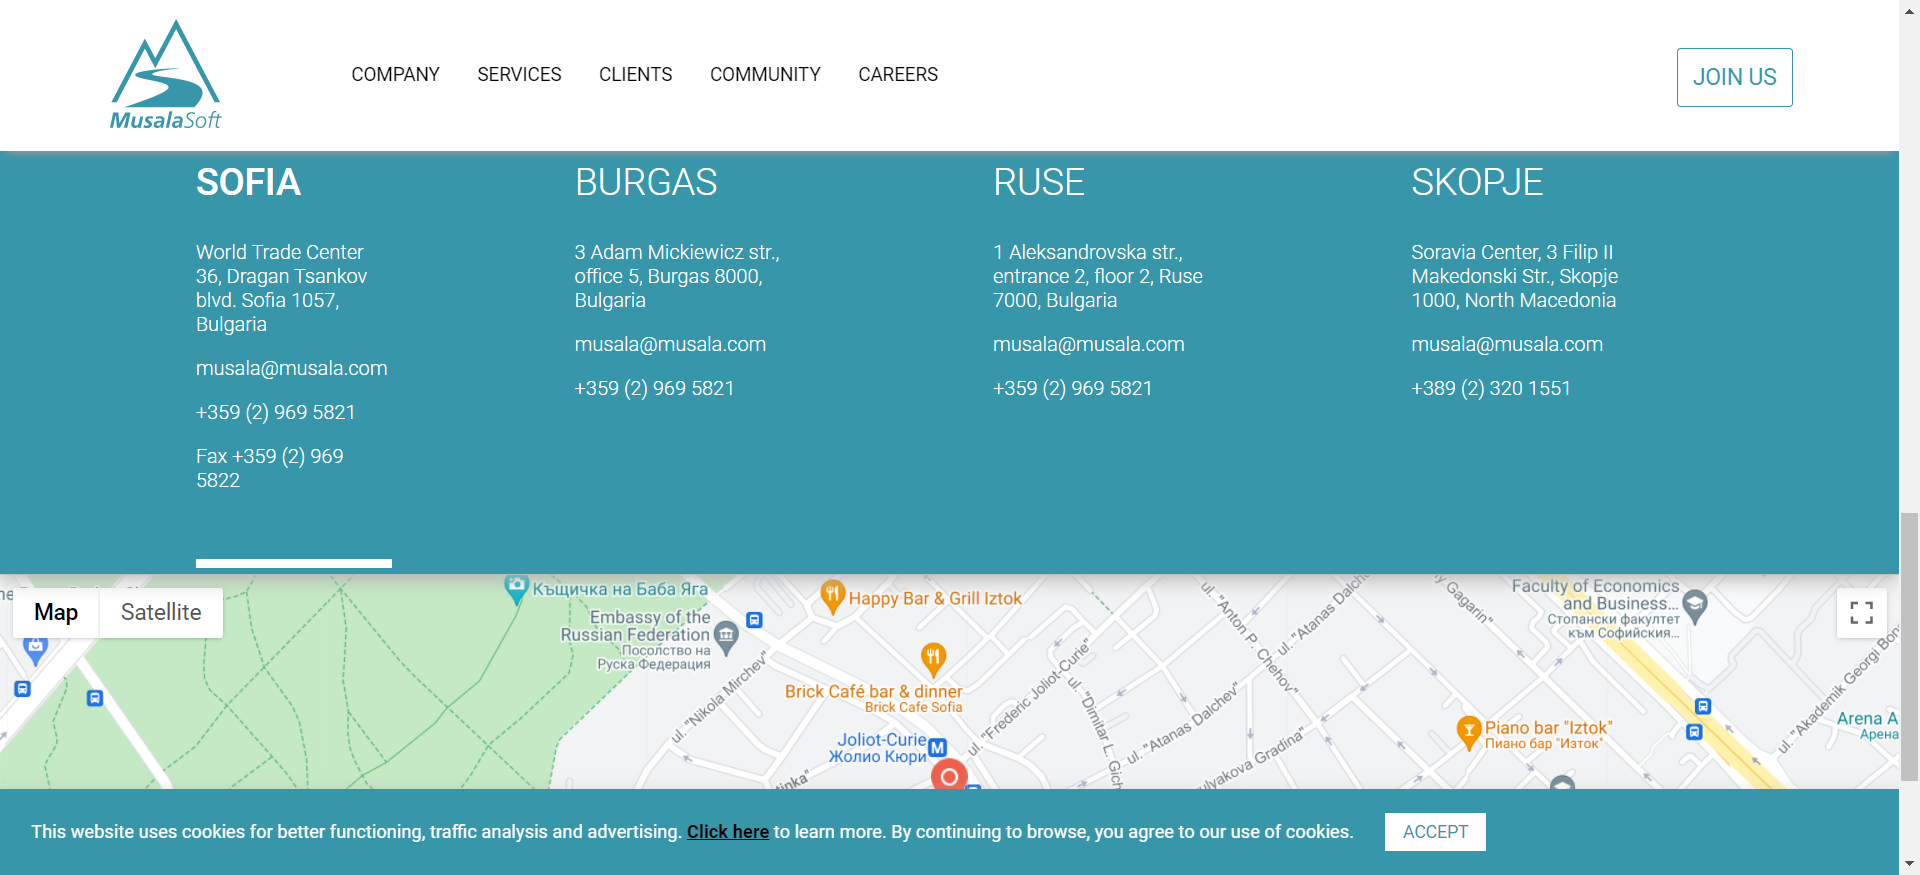 MusalaSoft
COMPANY SERVICES CLIENTS COMMUNITY CAREERS
JOIN US
SOFIA
World Trade Center
36, Dragan Tsankov
blvd. Sofia 1057,
Bulgaria
musala@musala.com
+359 (2) 969 5821
Fax +359 (2) 969
5822
BURGAS
3 Adam Mickiewicz str.,
office 5, Burgas 8000,
Bulgaria
musala@musala.com
+359 (2) 969 5821
RUSE
1 Aleksandrovska str.,
entrance 2, floor 2, Ruse
7000, Bulgaria
musala@musala.com
+359 (2) 969 5821
SKOPJE
Soravia Center, 3 Filip II
Makedonski Str., Skopje
1000, North Macedonia
musala@musala.com
+389 (2) 320 1551
Map Satellite
Къщичка на Баба Яга
Embassy of the
Russian Federation
Посолство на
Руска Федерация
Happy Bar & Grill Iztok
Brick Café bar & dinner
Brick Cafe Sofia
Joliot-Curie
Жолио Кюри
M
ul. "Nikola Mirchev"
ul. "Frederic Joliot-Curie"
ul. "Dimitar L. Gich
ul. "Atanas Dalchev"
ulyakova Gradina"
tinka"
ul. "Anton P. Chehov"
ul. "Atanas Dalch
y Gagarin"
Faculty of Economics
and Business...
Стопански факултет
към Софийския...
Piano bar "Iztok"
Пиано бар "Изток"
ul. "Akademik Georgi Bon
Arena A
Арена
This website uses cookies for better functioning, traffic analysis and advertising. Click here to learn more. By continuing to browse, you agree to our use of cookies.
ACCEPT